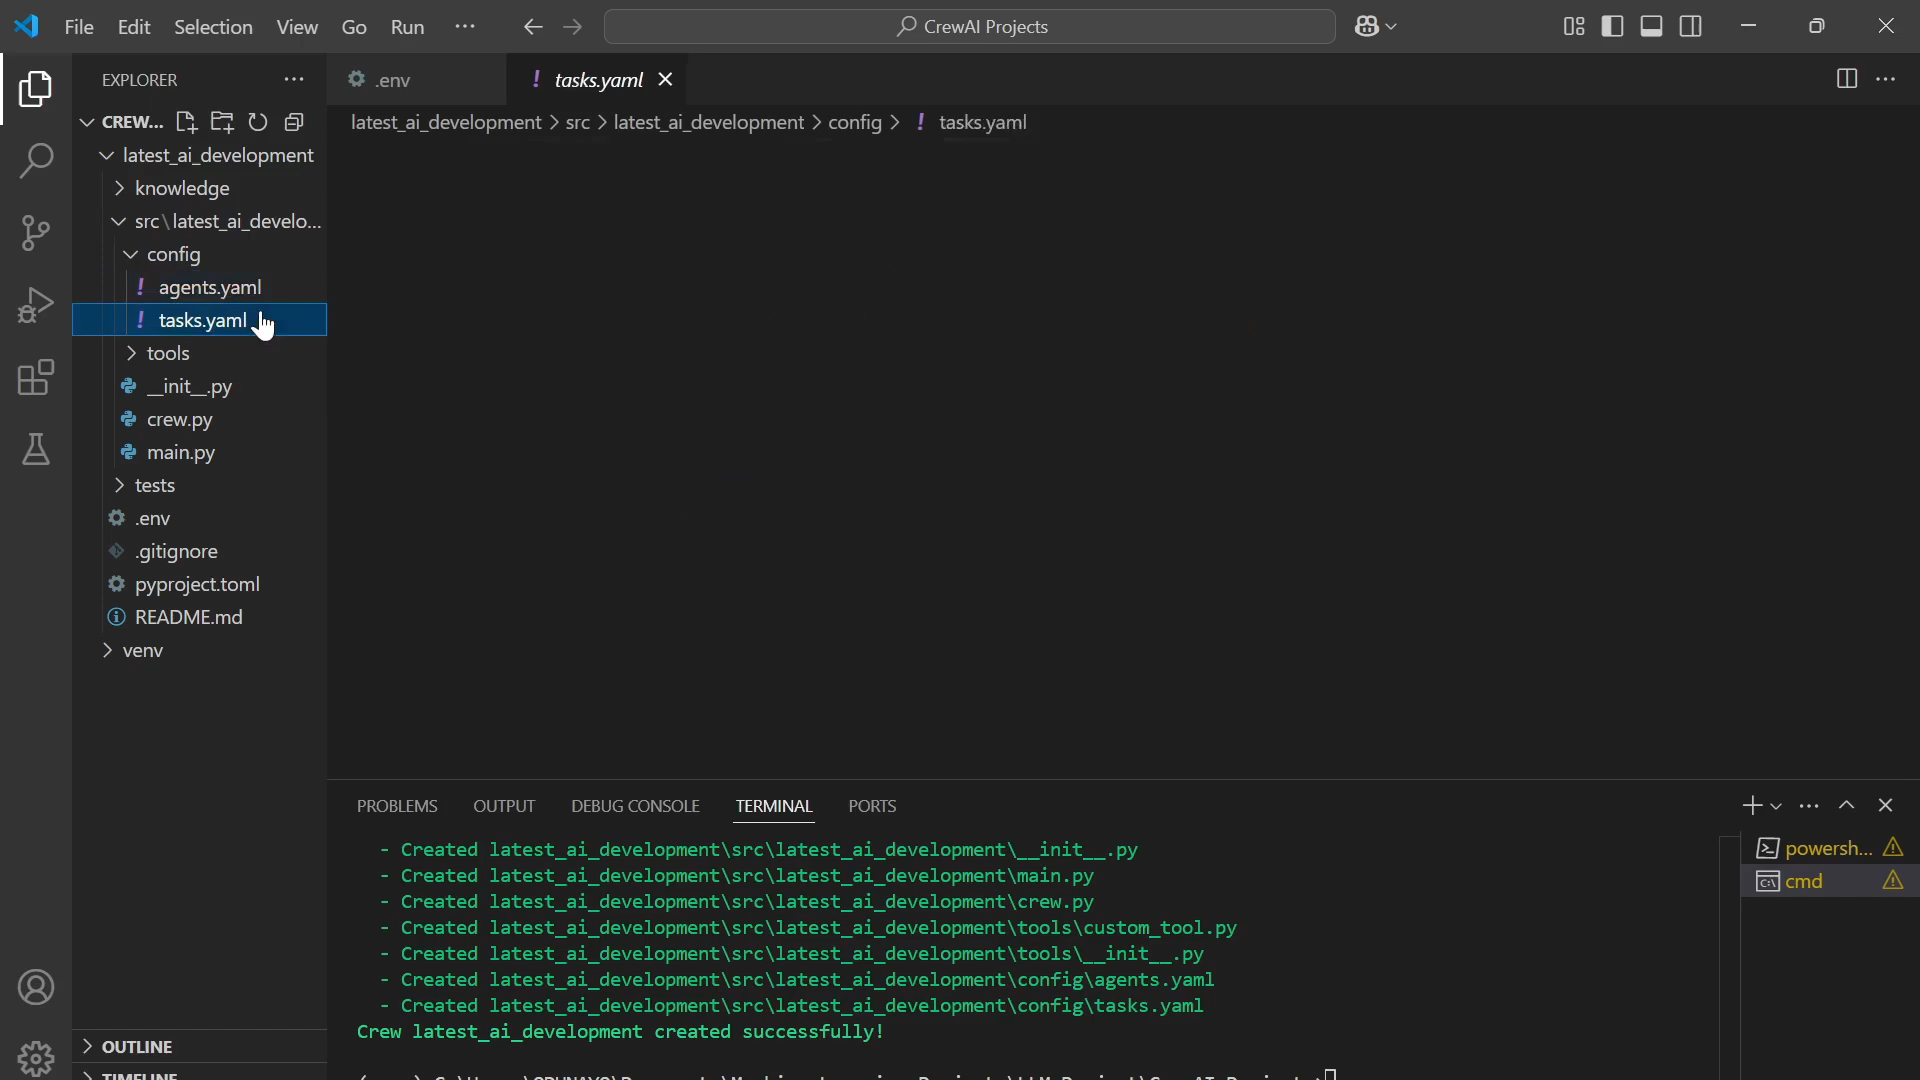 File Edit Selection View Go Run ... CrewAI Projects
EXPLORER ...
.env
! tasks.yaml
CREW...
latest_ai_development > src > latest_ai_development > config > ! tasks.yaml
latest_ai_development
knowledge
src\latest_ai_develo...
config
! agents.yaml
! tasks.yaml
tools
__init__.py
crew.py
main.py
tests
.env
.gitignore
pyproject.toml
README.md
venv
OUTLINE
TIMELINE
PROBLEMS OUTPUT DEBUG CONSOLE TERMINAL PORTS
- Created latest_ai_development\src\latest_ai_development\__init__.py
- Created latest_ai_development\src\latest_ai_development\main.py
- Created latest_ai_development\src\latest_ai_development\crew.py
- Created latest_ai_development\src\latest_ai_development\tools\custom_tool.py
- Created latest_ai_development\src\latest_ai_development\tools\__init__.py
- Created latest_ai_development\src\latest_ai_development\config\agents.yaml
- Created latest_ai_development\src\latest_ai_development\config\tasks.yaml
Crew latest_ai_development created successfully!
powersh...
cmd